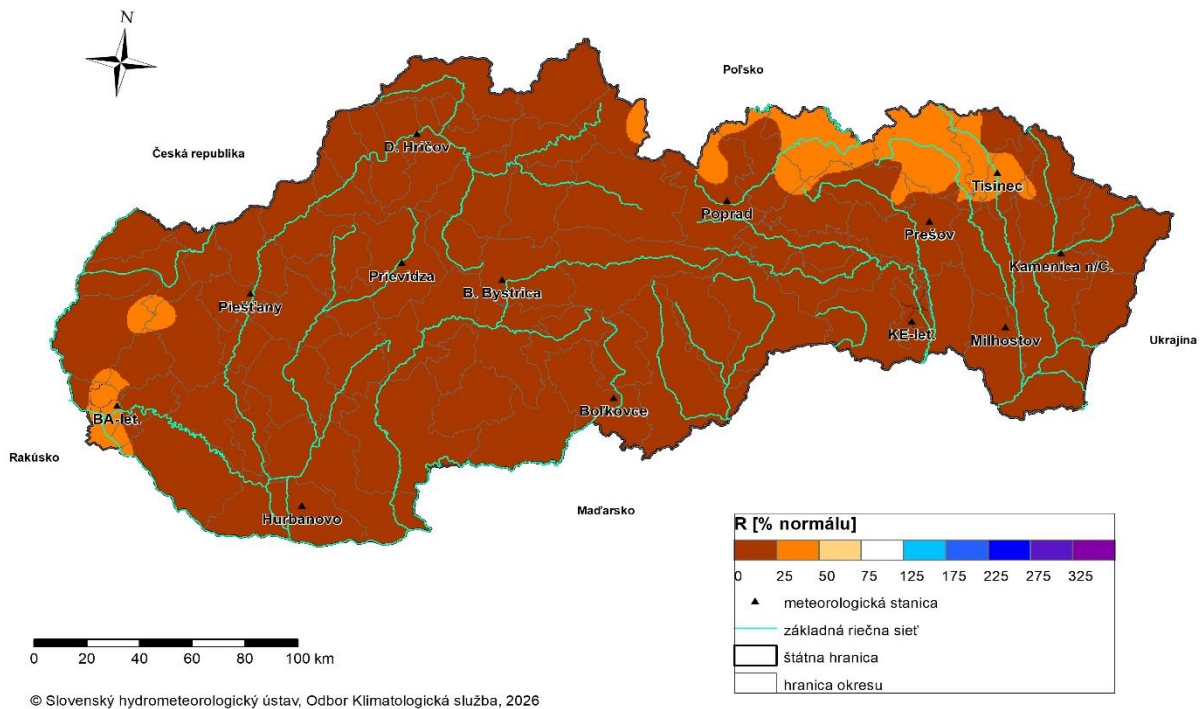 N
Poľsko
Česká republika
D. Hričov
Tisinec
Poprad
Prešov
Kamenica n/C.
Prievidza
B. Bystrica
Piešťany
KE-let.
Milhostov
Ukrajina
Boľkovce
BA-let.
Rakúsko
Maďarsko
Hurbanovo
R [% normálu]
0 25 50 75 125 175 225 275 325
meteorologická stanica
základná riečna sieť
štátna hranica
hranica okresu
0 20 40 60 80 100 km
© Slovenský hydrometeorologický ústav, Odbor Klimatologická služba, 2026